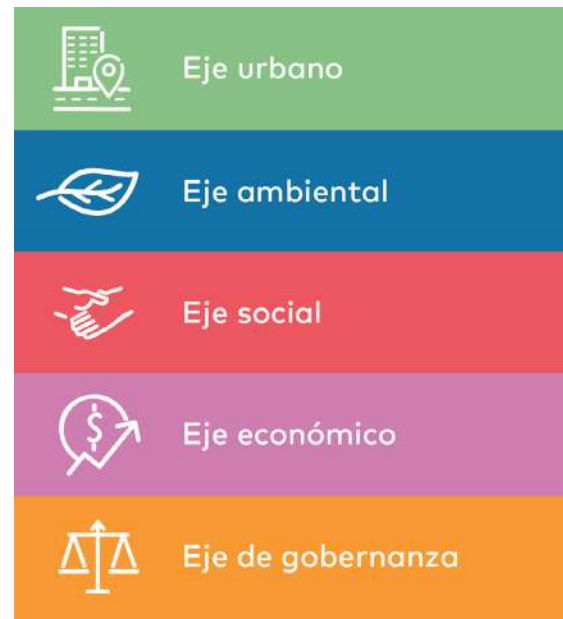 Eje urbano
Eje ambiental
Eje social
$
Eje económico
Eje de gobernanza